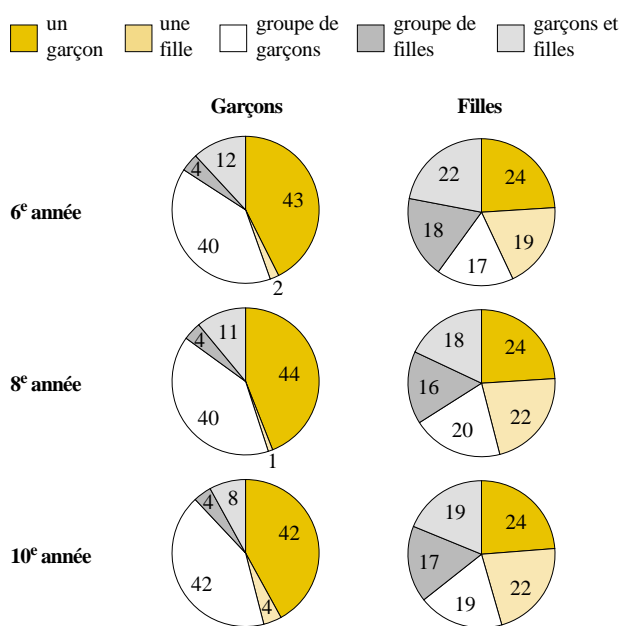 un garçon
une fille
groupe de garçons
groupe de filles
garçons et filles
Garçons Filles
6e année
12 43 4 40 2
22 24 18 19 17
8e année
11 44 4 40 1
18 24 16 22 20
10e année
8 42 4 42 4
19 24 17 22 19